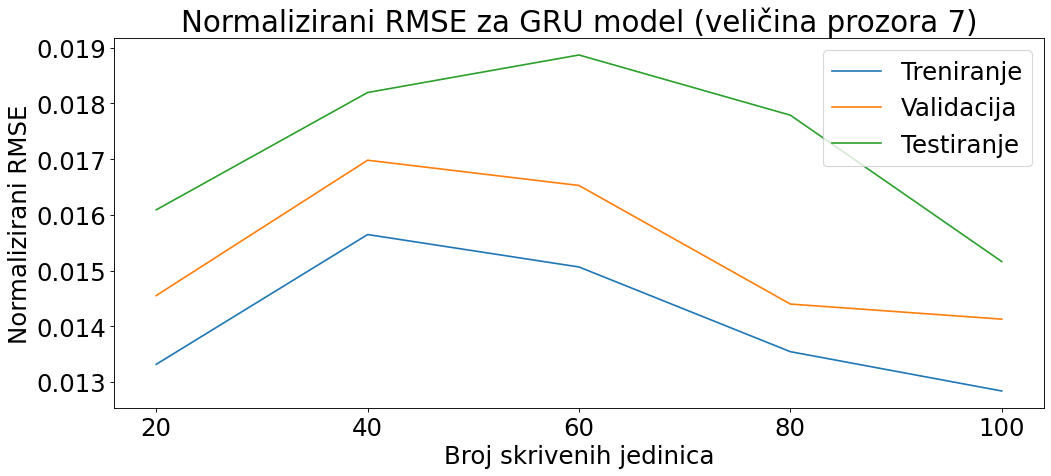 Normalizirani RMSE za GRU model (veličina prozora 7)
Normalizirani RMSE
0.019
0.018
0.017
0.016
0.015
0.014
0.013
Treniranje
Validacija
Testiranje
20 40 60 80 100
Broj skrivenih jedinica